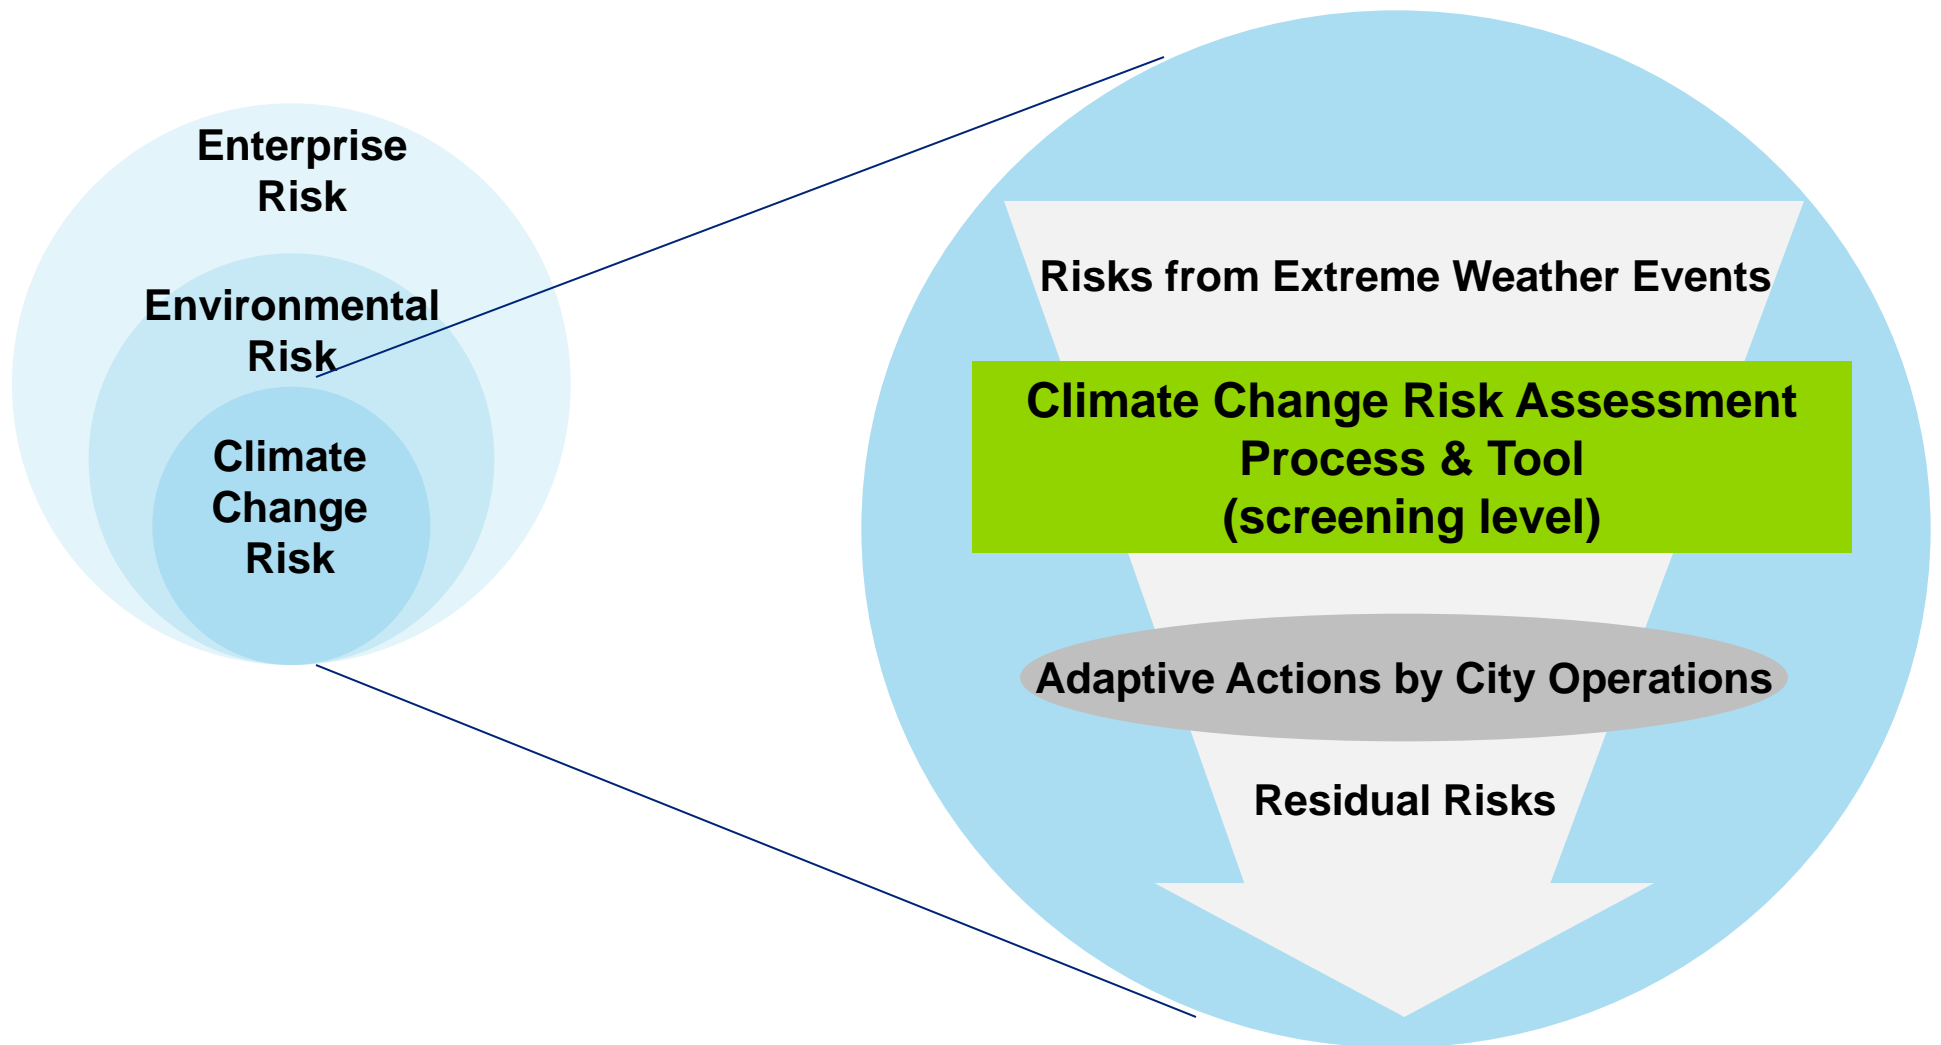 Enterprise
Risk
Environmental
Risk
Climate
Change
Risk
Risks from Extreme Weather Events
Climate Change Risk Assessment
Process & Tool
(screening level)
Adaptive Actions by City Operations
Residual Risks